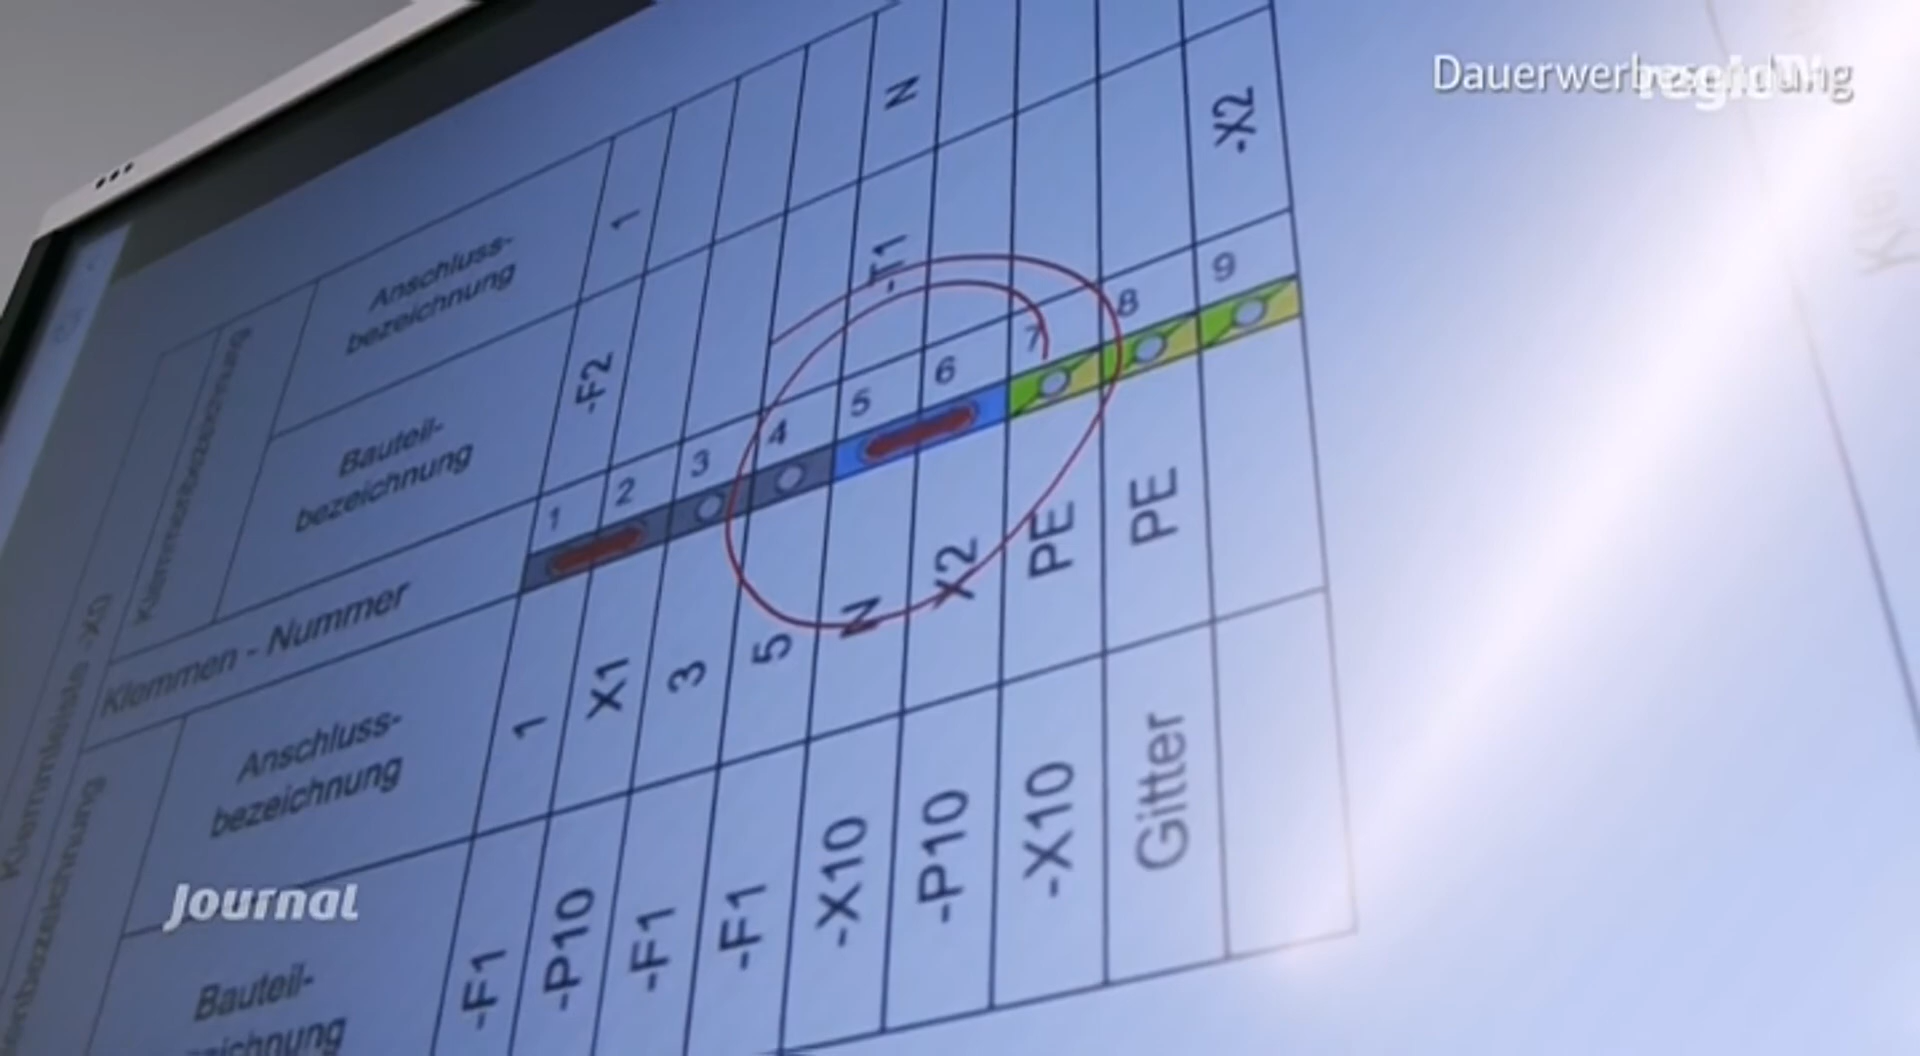 Dauerwerbesendung
Klemmleiste -X0
Klemmenbezeichnung
Anschluss-
bezeichnung
1
N
Bauteil-
bezeichnung
-F2
-T1
-X2
Klemmen - Nummer
1 2 3 4 5 6 7 8 9
Anschluss-
bezeichnung
1 X1 3 5 N X2 PE PE
Bauteil-
-F1 -P10 -F1 -F1 -X10 -P10 -X10 Gitter
Journal